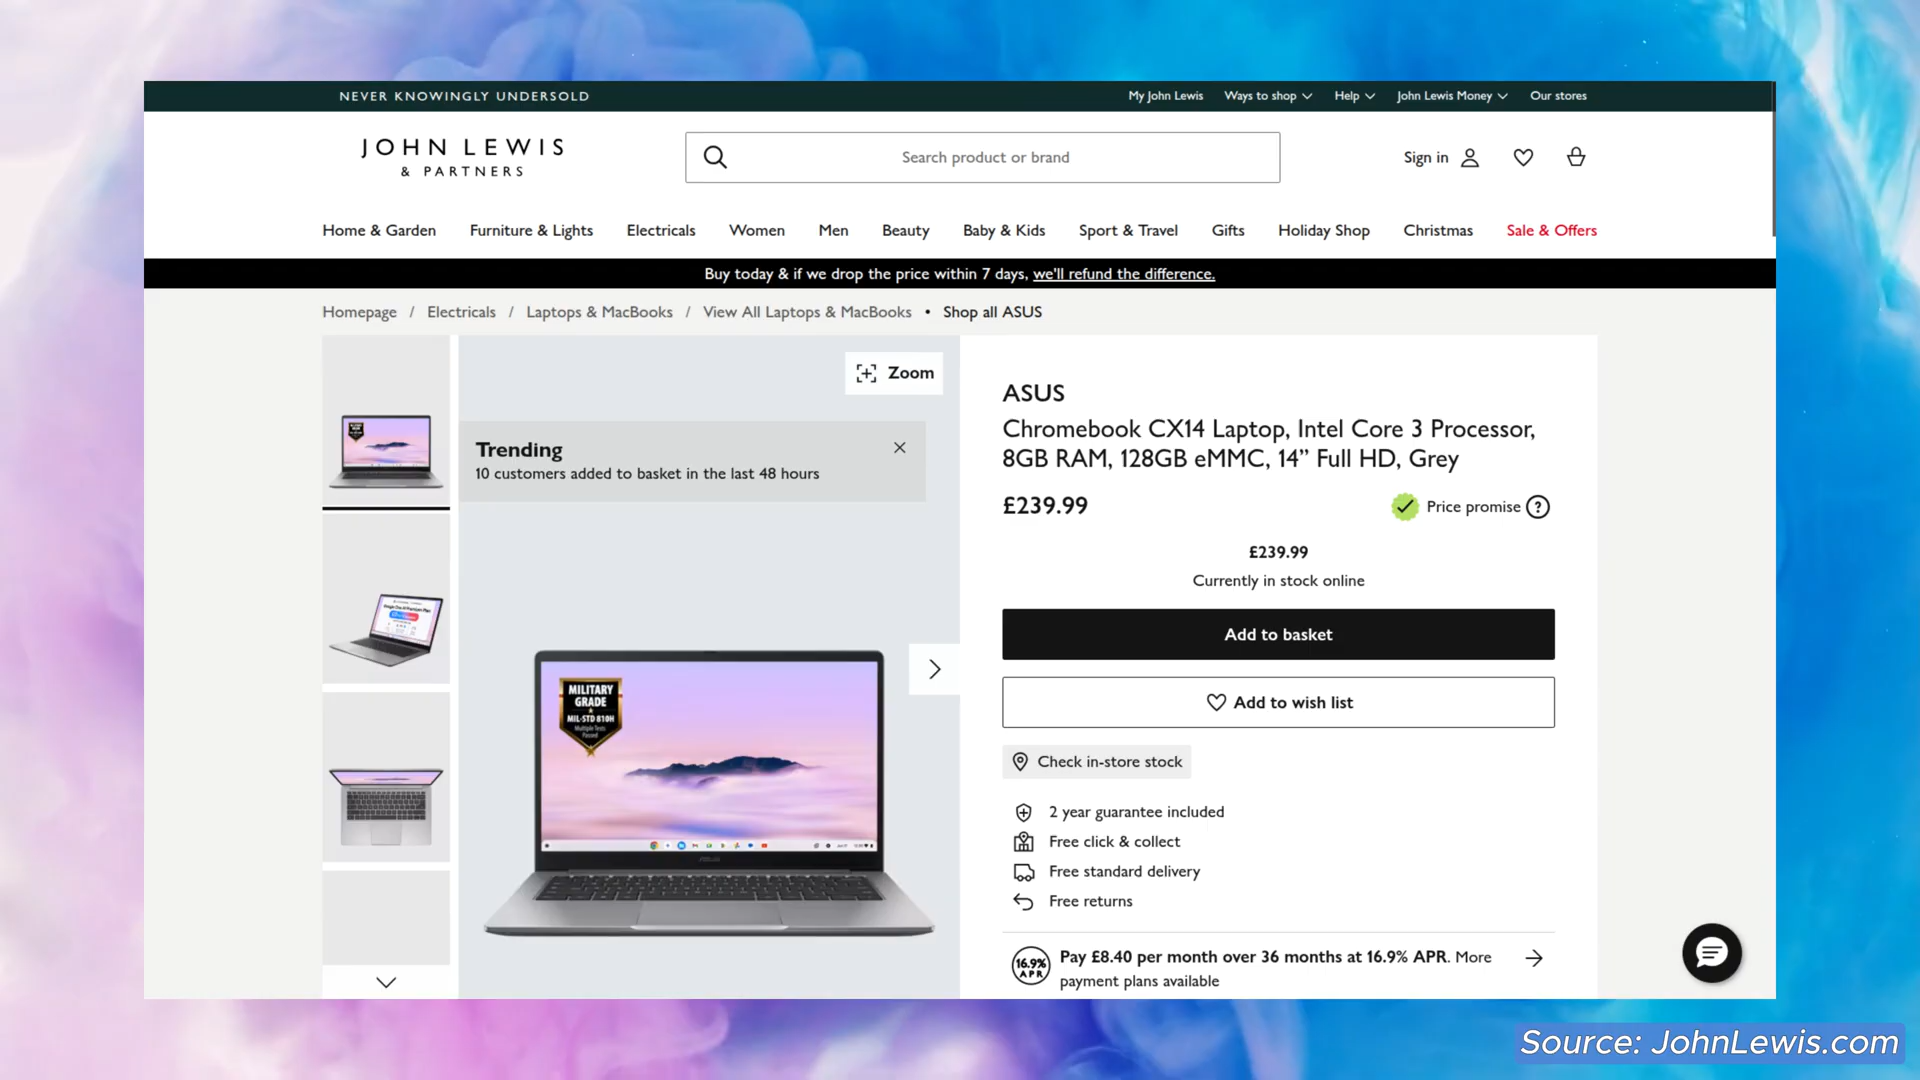 NEVER KNOWINGLY UNDERSOLD
My John Lewis
Ways to shop
Help
John Lewis Money
Our stores
JOHN LEWIS
& PARTNERS
Search product or brand
Sign in
Home & Garden
Furniture & Lights
Electricals
Women
Men
Beauty
Baby & Kids
Sport & Travel
Gifts
Holiday Shop
Christmas
Sale & Offers
Buy today & if we drop the price within 7 days, we'll refund the difference.
Homepage / Electricals / Laptops & MacBooks / View All Laptops & MacBooks • Shop all ASUS
Zoom
Trending
10 customers added to basket in the last 48 hours
MILITARY
GRADE
MIL-STD 810H
Multiple Tests
Passed
ASUS
Chromebook CX14 Laptop, Intel Core 3 Processor,
8GB RAM, 128GB eMMC, 14” Full HD, Grey
£239.99
Price promise
£239.99
Currently in stock online
Add to basket
Add to wish list
Check in-store stock
2 year guarantee included
Free click & collect
Free standard delivery
Free returns
16.9%
APR
Pay £8.40 per month over 36 months at 16.9% APR. More
payment plans available
Source: JohnLewis.com